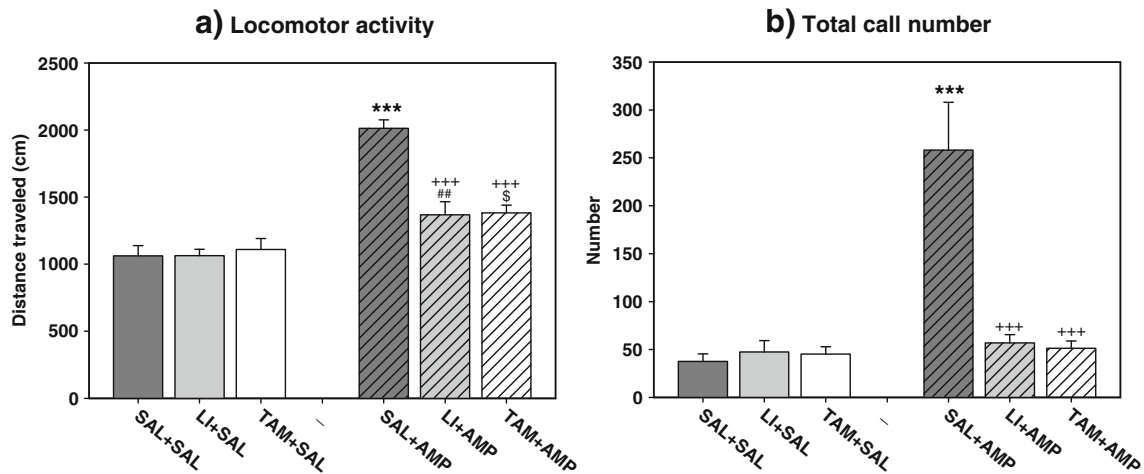 a) Locomotor activity
Distance traveled (cm)
2500
2000
1500
1000
500
0
***
+++
##
+++
$
SAL+SAL
LI+SAL
TAM+SAL
_
SAL+AMP
LI+AMP
TAM+AMP
b) Total call number
Number
350
300
250
200
150
100
50
0
***
+++
+++
SAL+SAL
LI+SAL
TAM+SAL
_
SAL+AMP
LI+AMP
TAM+AMP